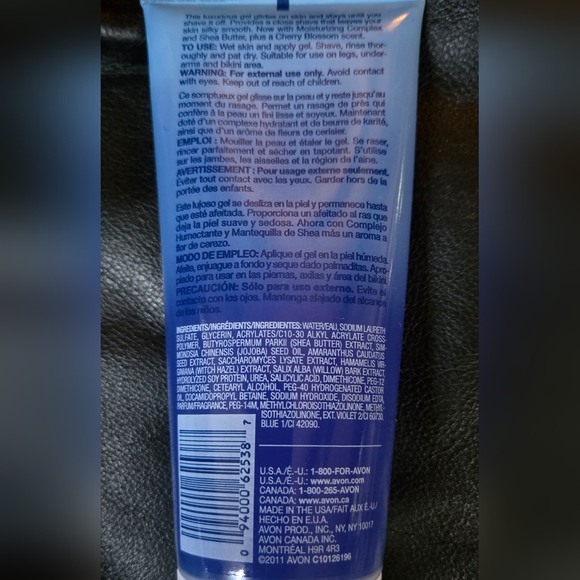 This luxurious gel glides on skin and stays until you
shave it off. Provides a close shave that leaves your
skin silky smooth. Now with Moisturizing Complex
and Shea Butter, plus a Cherry Blossom scent.
TO USE: Wet skin and apply gel. Shave, rinse thor-
oughly and pat dry. Suitable for use on legs, under-
arms and bikini area.
WARNING: For external use only. Avoid contact
with eyes. Keep out of reach of children.
Ce somptueux gel glisse sur la peau et y reste jusqu'au
moment du rasage. Permet un rasage de près qui
confère à la peau un fini lisse et soyeux. Maintenant
doté d'un complexe hydratant et de beurre de karité,
ainsi que d'un arôme de fleurs de cerisier.
EMPLOI : Mouiller la peau et étaler le gel. Se raser,
rincer parfaitement et sécher en tapotant. S'utilise
sur les jambes, les aisselles et la région de l'aine.
AVERTISSEMENT : Pour usage externe seulement.
Éviter tout contact avec les yeux. Garder hors de la
portée des enfants.
Este lujoso gel se desliza en la piel y permanece hasta
que esté afeitada. Proporciona un afeitado al ras que
deja la piel suave y sedosa. Ahora con Complejo
Humectante y Mantequilla de Shea más un aroma a
flor de cerezo.
MODO DE EMPLEO: Aplique el gel en la piel húmeda.
Afeite, enjuague a fondo y seque dando palmaditas. Apro-
piado para usar en las piernas, axilas y área del bikini.
PRECAUCIÓN: Sólo para uso externo. Evite el
contacto con los ojos. Mantenga alejado del alcance
de los niños.
INGREDIENTS/INGRÉDIENTS/INGREDIENTES: WATER/EAU, SODIUM LAURETH
SULFATE, GLYCERIN, ACRYLATES/C10-30 ALKYL ACRYLATE CROSS-
POLYMER, BUTYROSPERMUM PARKII (SHEA BUTTER) EXTRACT, SIM-
MONDSIA CHINENSIS (JOJOBA) SEED OIL, AMARANTHUS CAUDATUS
SEED EXTRACT, SACCHAROMYCES LYSATE EXTRACT, HAMAMELIS VIR-
GINIANA (WITCH HAZEL) EXTRACT, SALIX ALBA (WILLOW) BARK EXTRACT,
HYDROLYZED SOY PROTEIN, UREA, SALICYLIC ACID, DIMETHICONE, PEG-12
DIMETHICONE, CETEARYL ALCOHOL, PEG-40 HYDROGENATED CASTOR
OIL, COCAMIDOPROPYL BETAINE, SODIUM HYDROXIDE, DISODIUM EDTA,
PARFUM/FRAGRANCE, PEG-14M, METHYLCHLOROISOTHIAZOLINONE, METHYL-
ISOTHIAZOLINONE, EXT. VIOLET 2/CI 60730,
BLUE 1/CI 42090.
0 94000 62538 7
U.S.A./É.-U.: 1-800-FOR-AVON
U.S.A./É.-U.: www.avon.com
CANADA: 1-800-265-AVON
CANADA: www.avon.ca
MADE IN THE USA/FAIT AUX É.-U./
HECHO EN E.U.A.
AVON PROD., INC., NY, NY 10017
AVON CANADA INC.
MONTRÉAL H9R 4R3
©2011 AVON C10126196